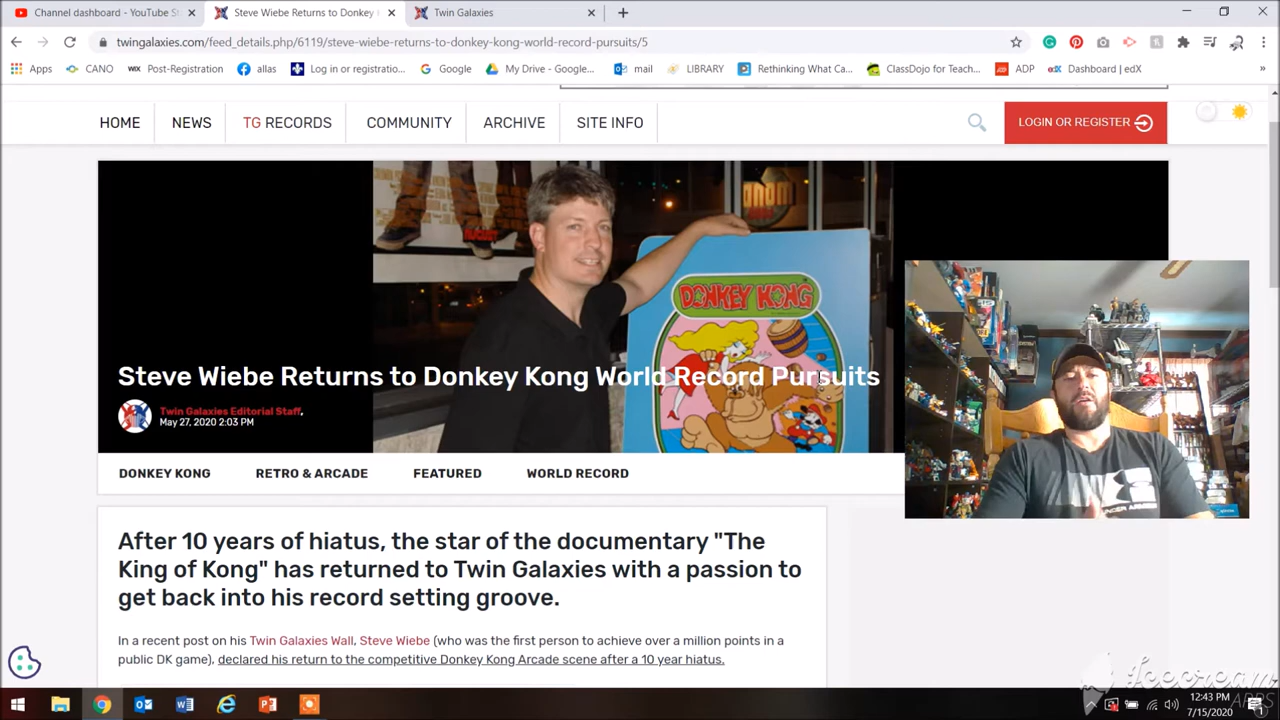 Channel dashboard - YouTube St
Steve Wiebe Returns to Donkey
Twin Galaxies
twingalaxies.com/feed_details.php/6119/steve-wiebe-returns-to-donkey-kong-world-record-pursuits/5
Apps CANO WIX Post-Registration allas Log in or registratio... Google My Drive - Google... mail LIBRARY Rethinking What Ca... ClassDojo for Teach... ADP edX Dashboard | edX »
HOME NEWS TG RECORDS COMMUNITY ARCHIVE SITE INFO LOGIN OR REGISTER
DONKEY KONG
Steve Wiebe Returns to Donkey Kong World Record Pursuits
Twin Galaxies Editorial Staff,
May 27, 2020 2:03 PM
DONKEY KONG RETRO & ARCADE FEATURED WORLD RECORD
After 10 years of hiatus, the star of the documentary "The
King of Kong" has returned to Twin Galaxies with a passion to
get back into his record setting groove.
In a recent post on his Twin Galaxies Wall, Steve Wiebe (who was the first person to achieve over a million points in a
public DK game), declared his return to the competitive Donkey Kong Arcade scene after a 10 year hiatus.
UNDER ARMOUR
Icecream
APPS
12:43 PM
7/15/2020